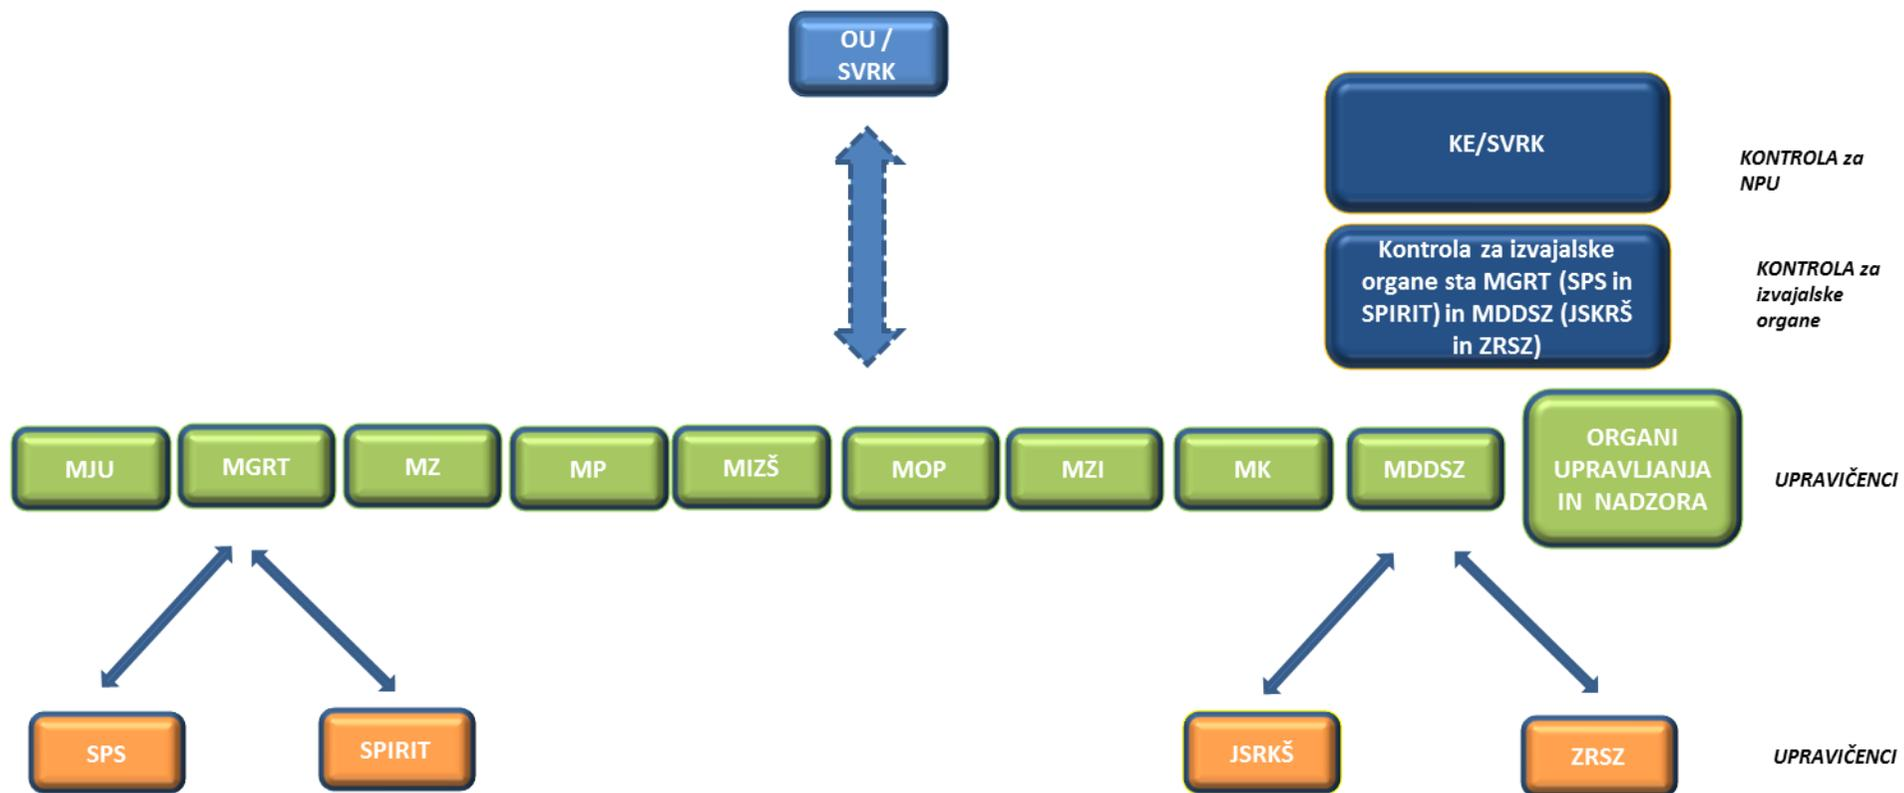 OU /
SVRK
KE/SVRK
KONTROLA za
NPU
Kontrola za izvajalske
organe sta MGRT (SPS in
SPIRIT) in MDDSZ (JSKRŠ
in ZRSZ)
KONTROLA za
izvajalske
organe
MJU
MGRT
MZ
MP
MIZŠ
MOP
MZI
MK
MDDSZ
ORGANI
UPRAVLJANJA
IN NADZORA
UPRAVIČENCI
SPS
SPIRIT
JSRKŠ
ZRSZ
UPRAVIČENCI